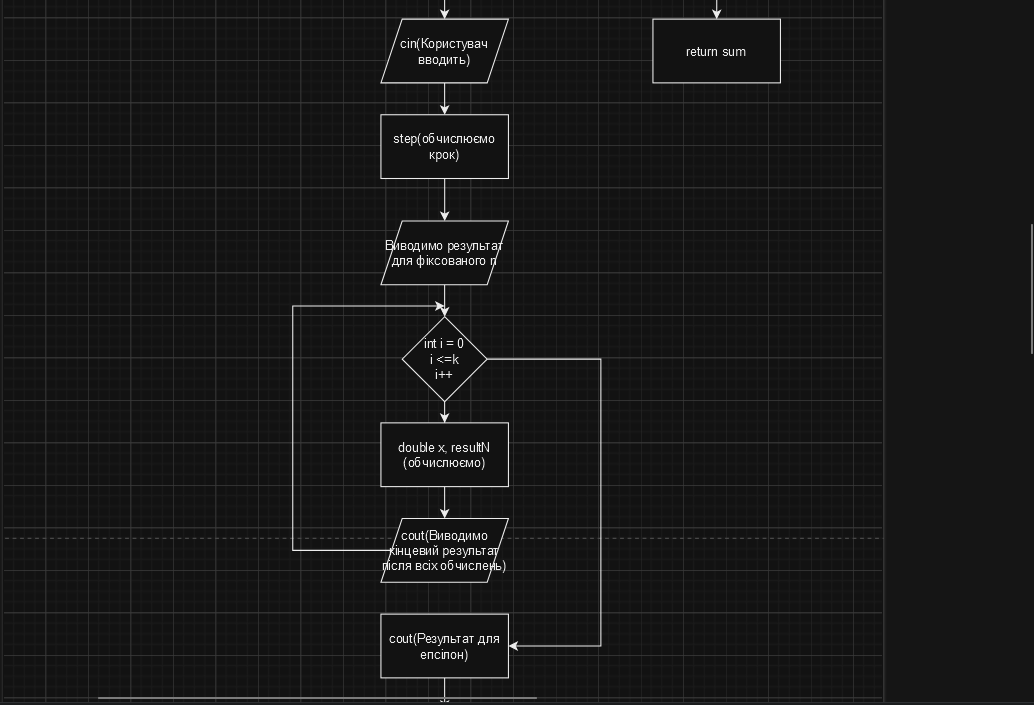 cin(Користувач
вводить)
return sum
step(обчислюємо
крок)
Виводимо результат
для фіксованого n
int i = 0
i <=k
i++
double x, resultN
(обчислюємо)
cout(Виводимо
кінцевий результат
після всіх обчислень)
cout(Результат для
епсілон)